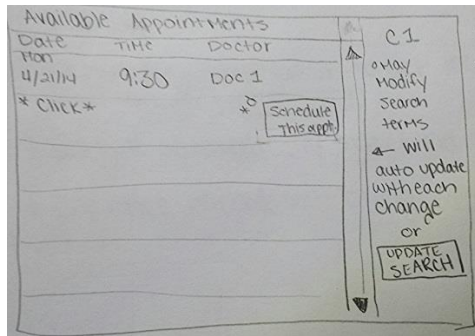 Available Appointments
Date Time Doctor
Mon
4/21/14 9:30 Doc 1
*Click* *
Schedule
This appt.
C1
May
Modify
Search
terms
will
auto update
with each
change
or
UPDATE
SEARCH